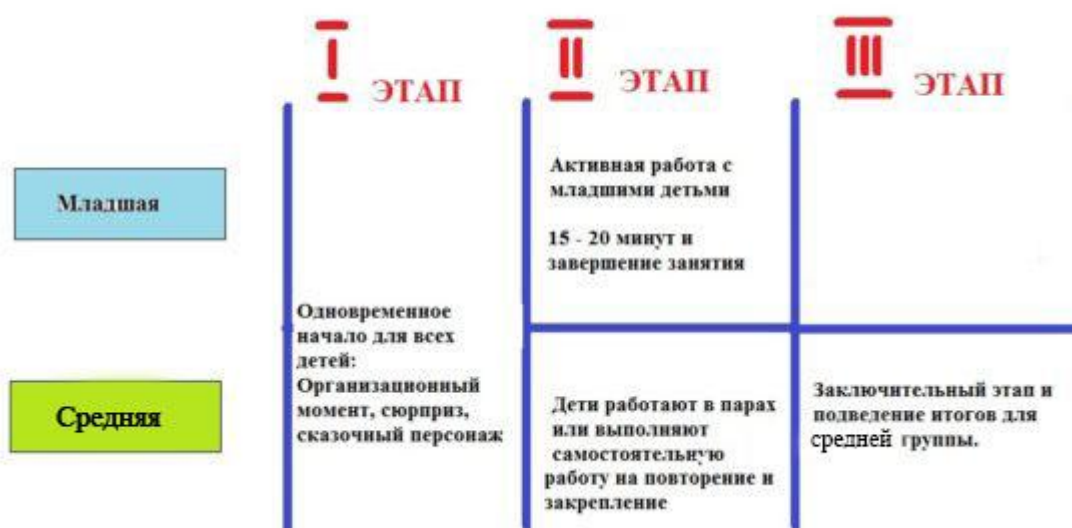 I ЭТАП
II ЭТАП
III ЭТАП
Младшая
Активная работа с
младшими детьми
15 - 20 минут и
завершение занятия
Одновременное
начало для всех
детей:
Организационный
момент, сюрприз,
сказочный персонаж
Средняя
Дети работают в парах
или выполняют
самостоятельную
работу на повторение и
закрепление
Заключительный этап и
подведение итогов для
средней группы.